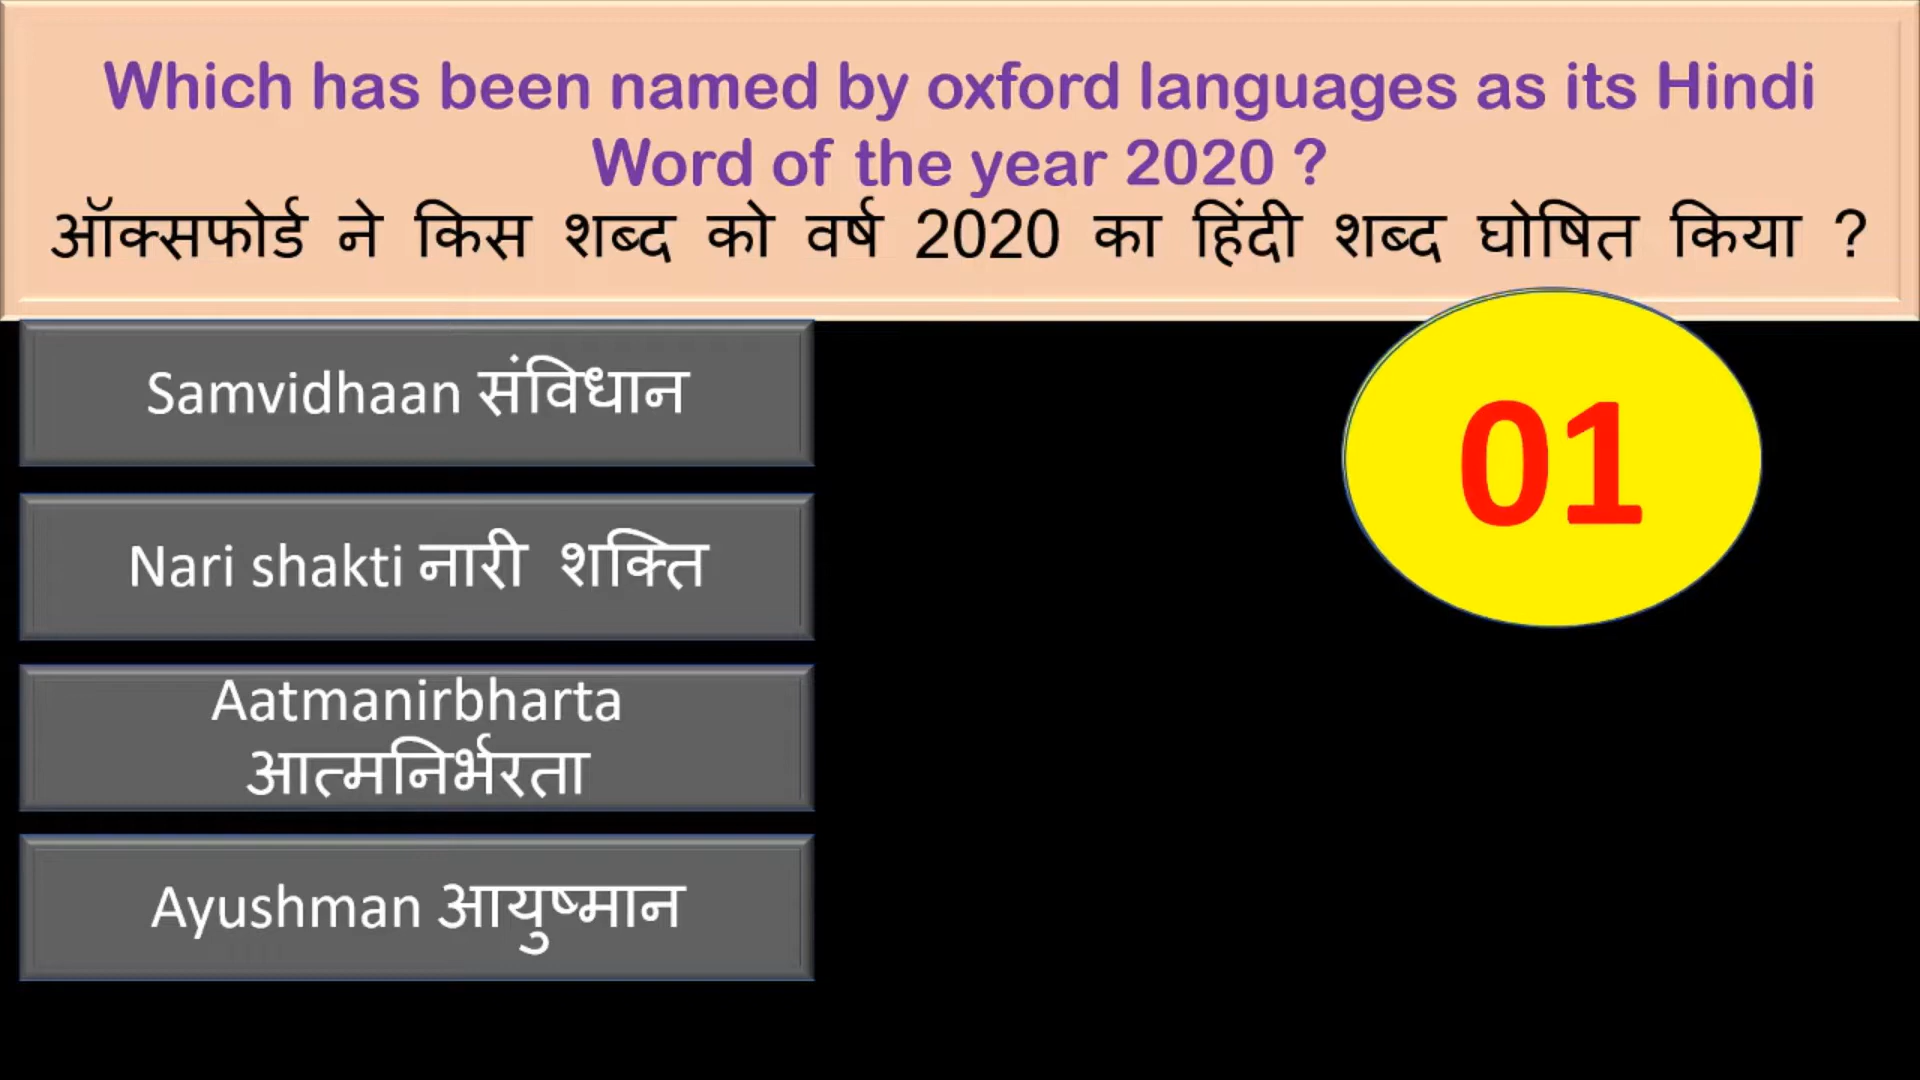 Which has been named by oxford languages as its Hindi
Word of the year 2020 ?
ऑक्सफोर्ड ने किस शब्द को वर्ष 2020 का हिंदी शब्द घोषित किया ?
Samvidhaan संविधान
01
Nari shakti नारी शक्ति
Aatmanirbharta
आत्मनिर्भरता
Ayushman आयुष्मान